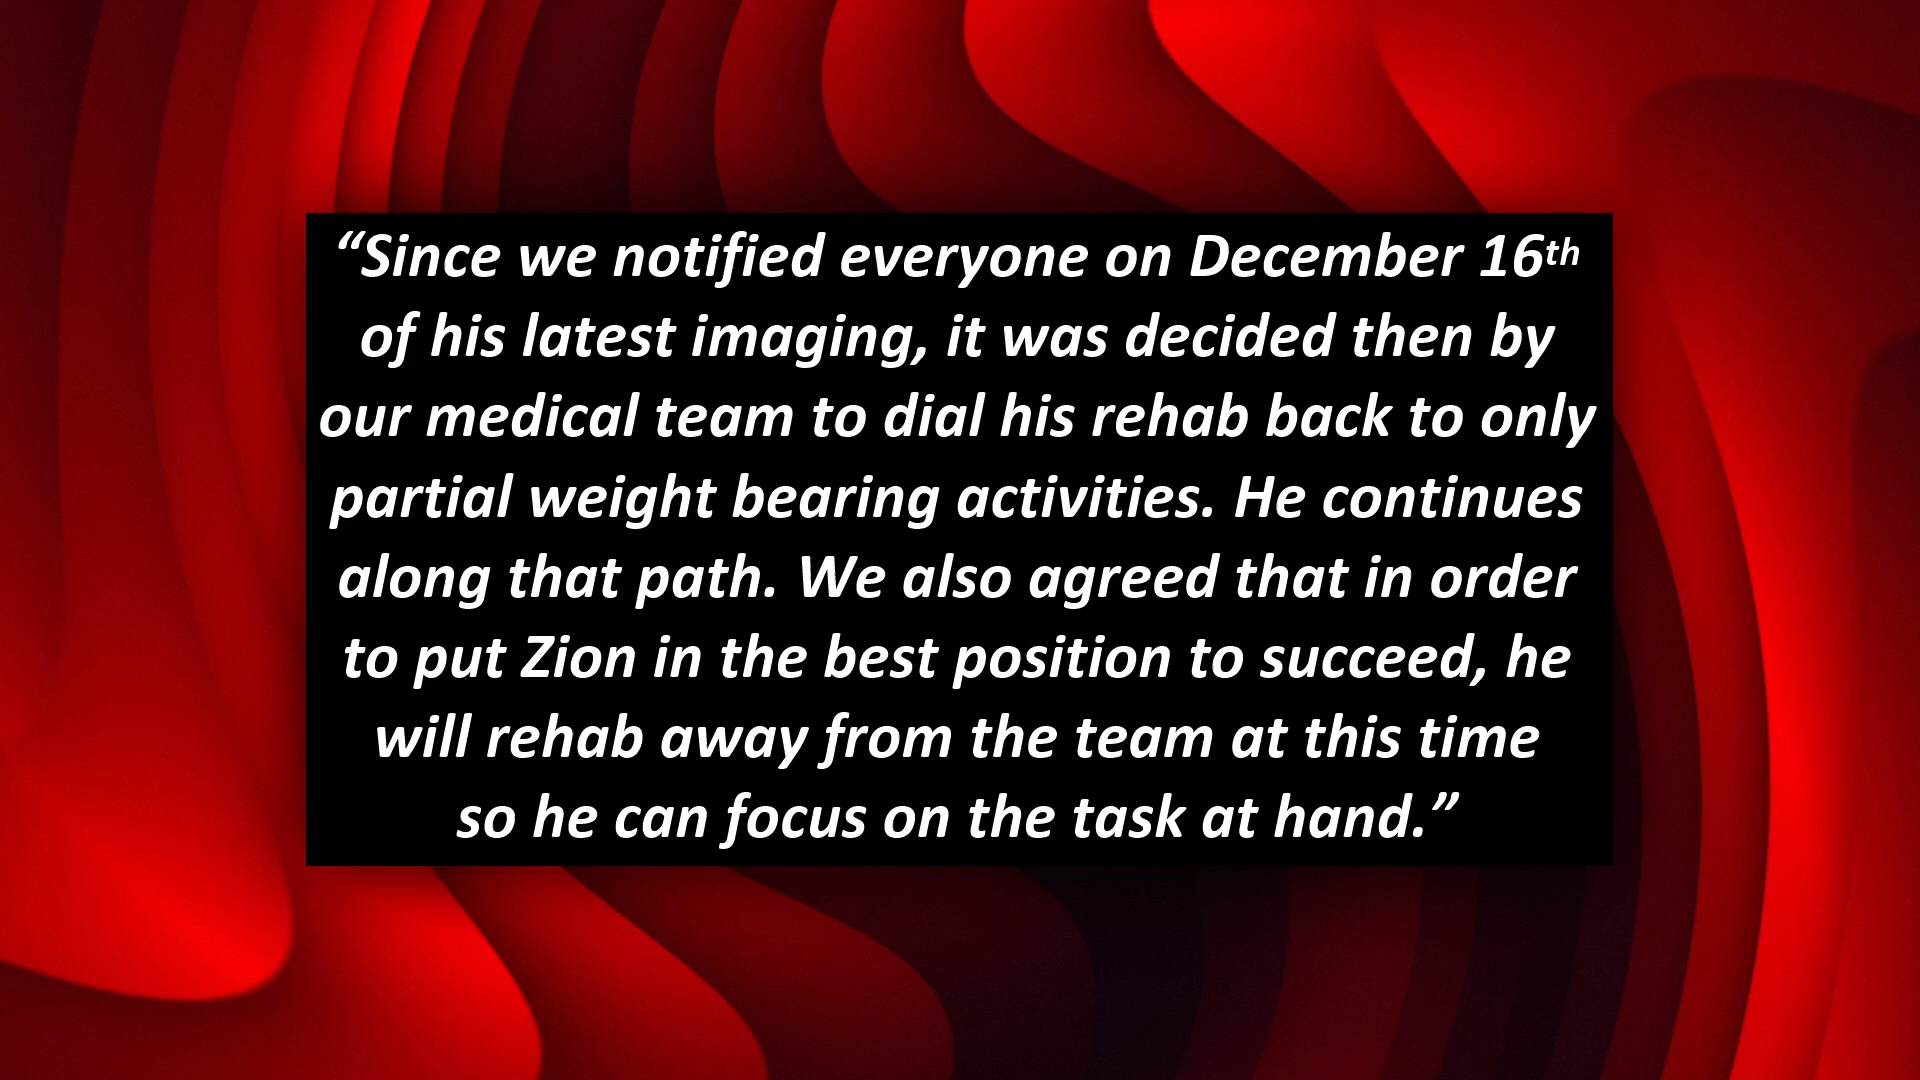 “Since we notified everyone on December 16th
of his latest imaging, it was decided then by
our medical team to dial his rehab back to only
partial weight bearing activities. He continues
along that path. We also agreed that in order
to put Zion in the best position to succeed, he
will rehab away from the team at this time
so he can focus on the task at hand.”